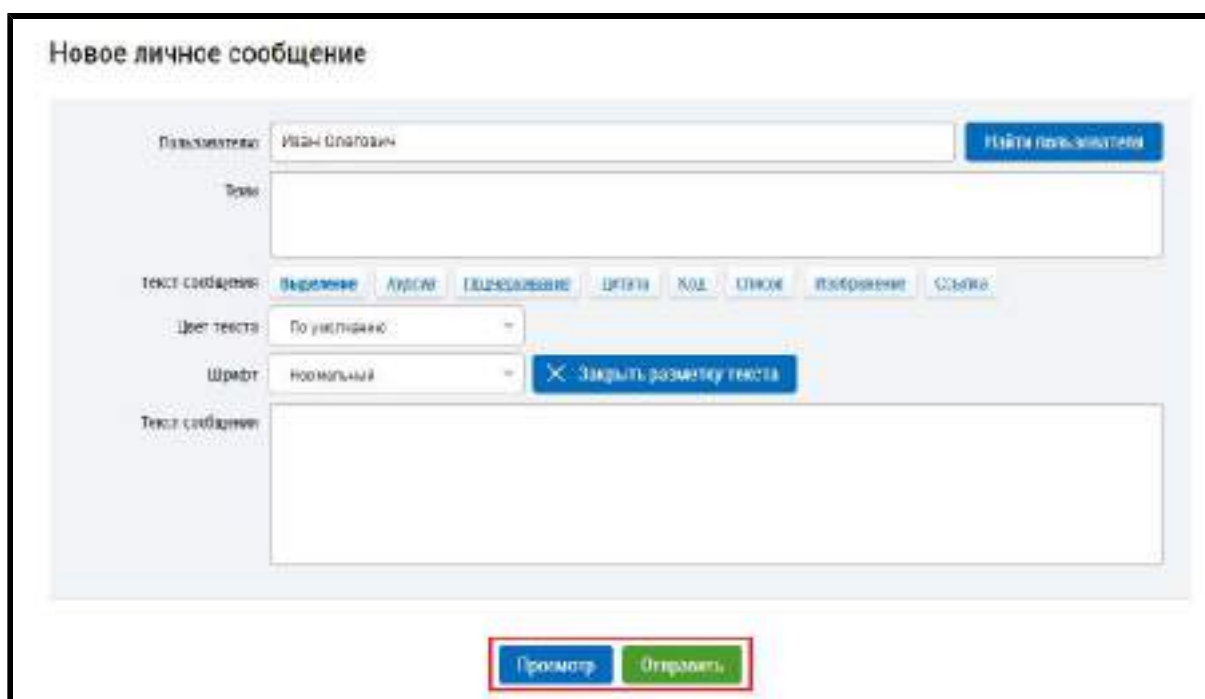 Новое личное сообщение
Пользователю Иван Олегович Найти пользователя
Тема
Текст сообщения Выделение Курсив Подчеркивание Цитата Код Список Изображение Ссылка
Цвет текста По умолчанию
Шрифт Нормальный Закрыть разметку текста
Текст сообщения
Просмотр Отправить